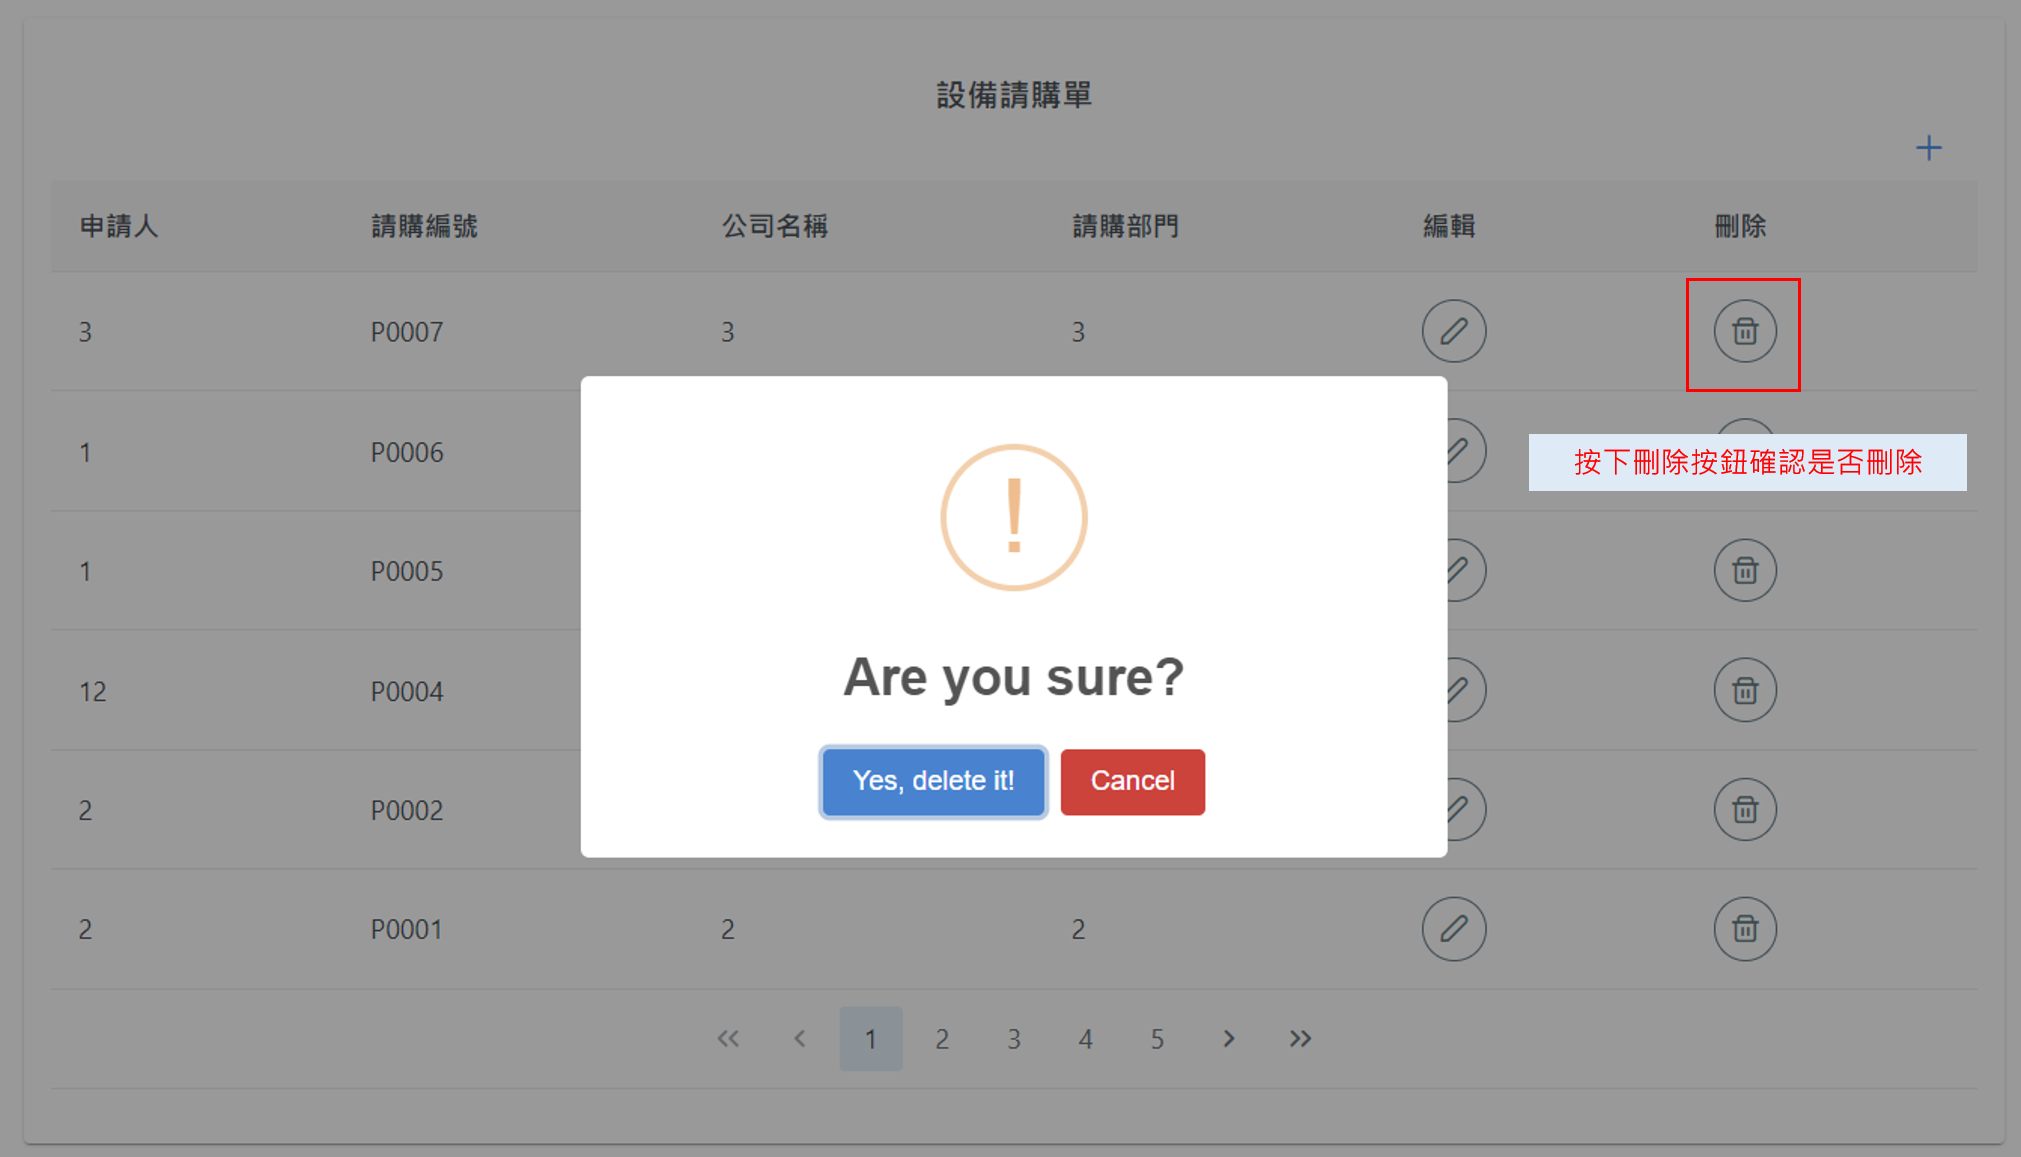 設備請購單
+
申請人 請購編號 公司名稱 請購部門 編輯 刪除
3 P0007 3 3
1 P0006
按下刪除按鈕確認是否刪除
1 P0005
12 P0004
2 P0002
2 P0001 2 2
!
Are you sure?
Yes, delete it! Cancel
« ‹ 1 2 3 4 5 › »